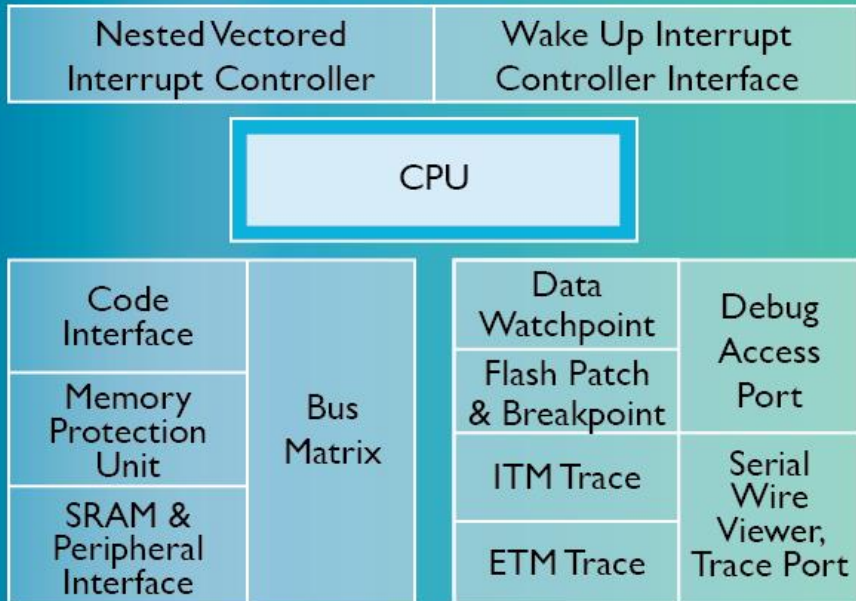 Nested Vectored
Interrupt Controller
Wake Up Interrupt
Controller Interface
CPU
Code
Interface
Memory
Protection
Unit
SRAM &
Peripheral
Interface
Bus
Matrix
Data
Watchpoint
Flash Patch
& Breakpoint
ITM Trace
ETM Trace
Debug
Access
Port
Serial
Wire
Viewer,
Trace Port